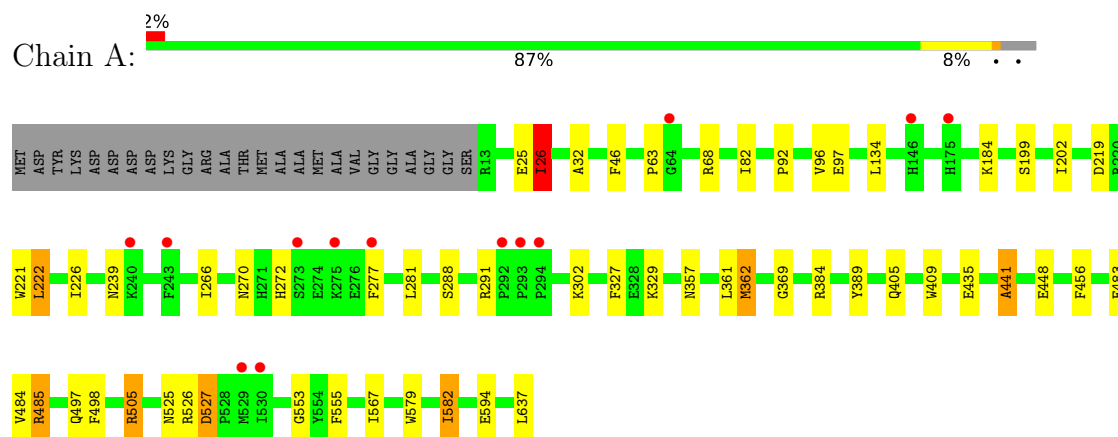 2%
Chain A:
87% 8% • •
MET ASP TYR LYS ASP ASP ASP ASP LYS GLY ARG ALA THR MET ALA ALA MET ALA VAL GLY GLY ALA GLY GLY SER R13 E25 I26 A32 F46 P63 G64 R68 I82 P92 V96 E97 L134 H146 H175 K184 S199 I202 D219
W221 L222 I226 N239 K240 F243 I266 N270 H271 H272 S273 E274 K275 E276 F277 L281 S288 R291 P292 P293 P294 K302 F327 E328 K329 N357 L361 M362 G369 R384 Y389 Q405 W409 E435 A441 E448 F456
V484 R485 Q497 F498 R505 N525 R526 D527 P528 M529 I530 G553 Y554 F555 I567 W579 I582 E594 L637